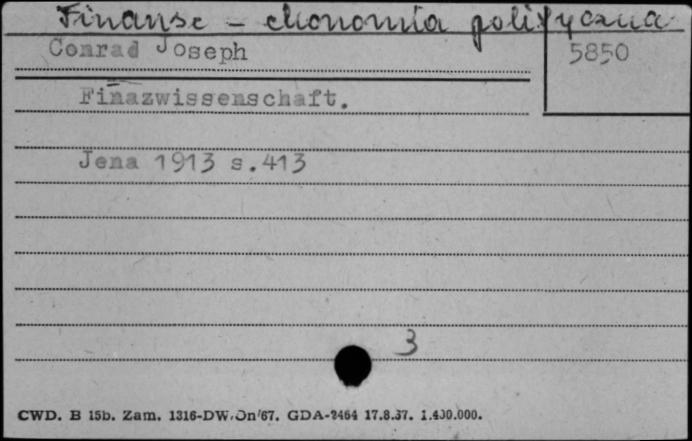 Finanse - ekonomia polityczna
Conrad Joseph
5850
Finazwissenschaft.
Jena 1913 s.413
3
CWD. B 15b. Zam. 1316-DW.On/67. GDA-2464 17.8.67. 1.400.000.